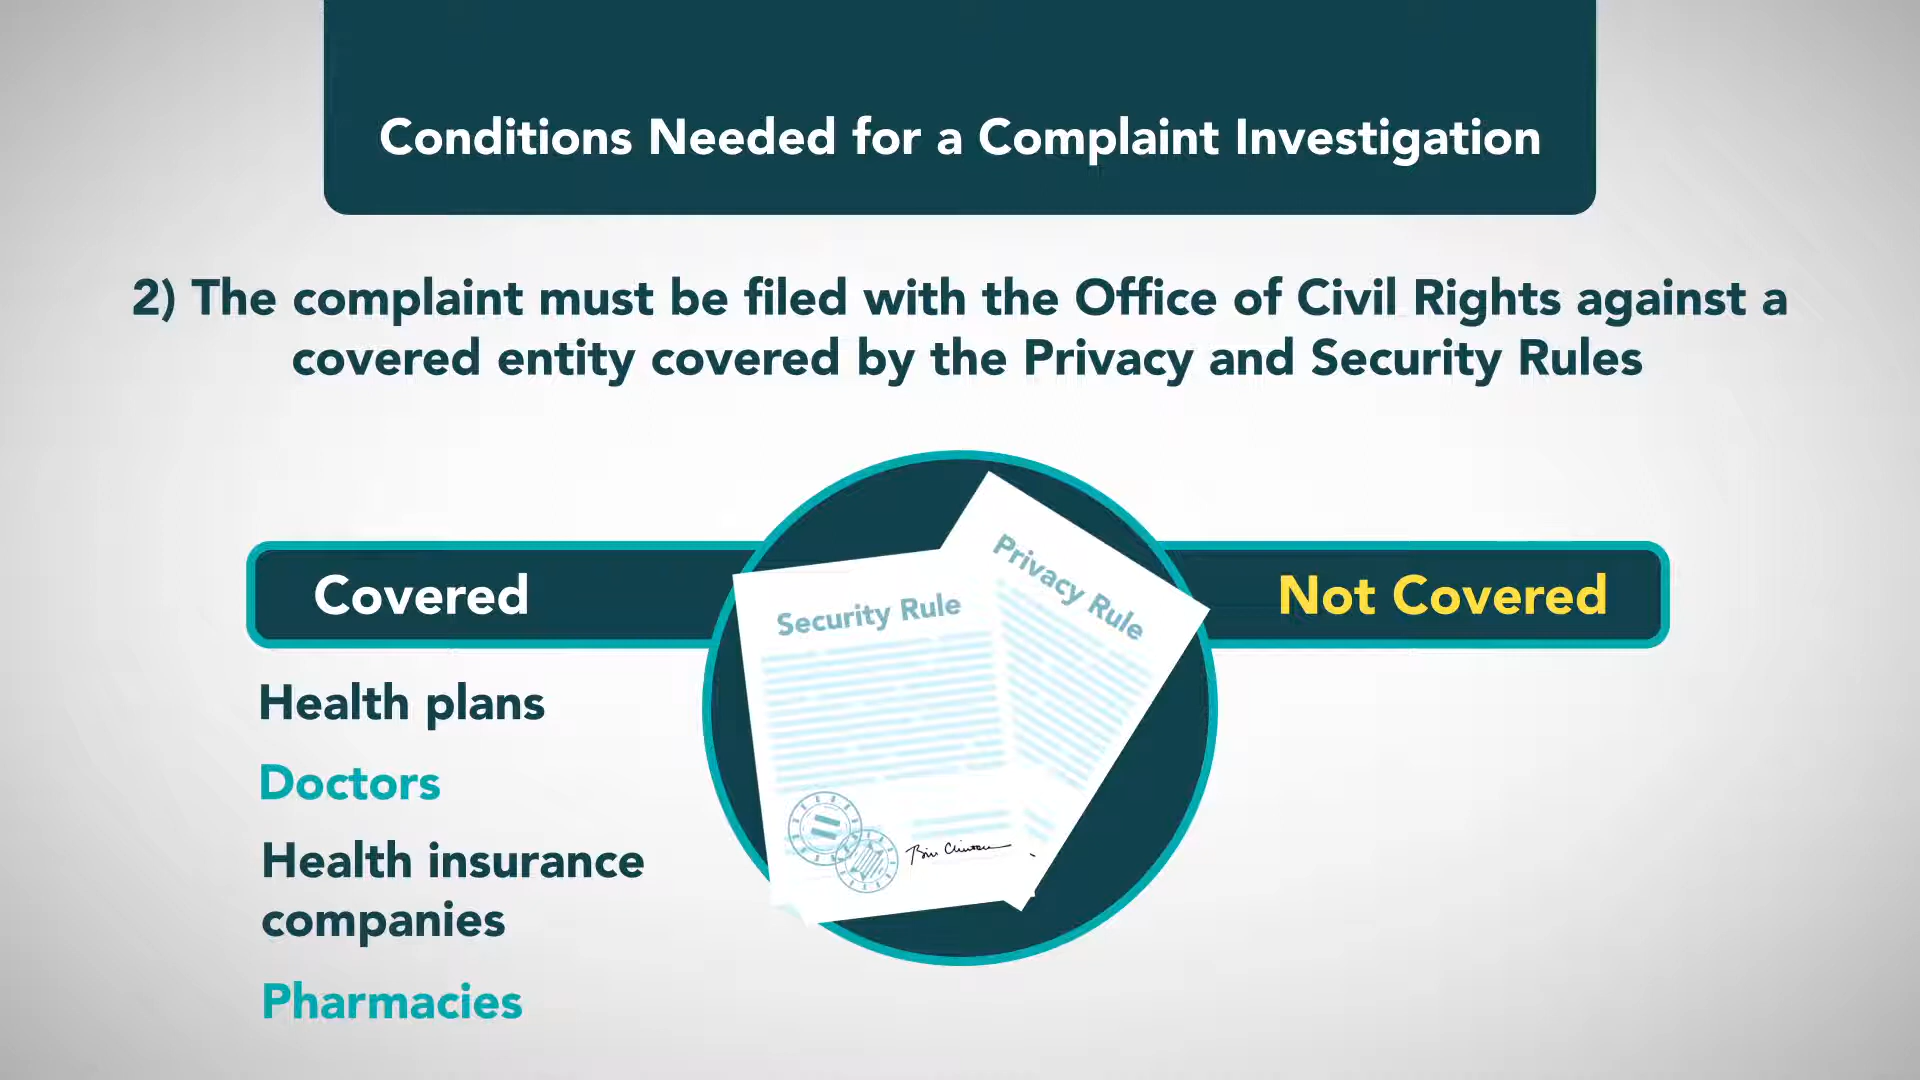 Conditions Needed for a Complaint Investigation
2) The complaint must be filed with the Office of Civil Rights against a
covered entity covered by the Privacy and Security Rules
Covered
Not Covered
Security Rule
Privacy Rule
Health plans
Doctors
Health insurance
companies
Pharmacies